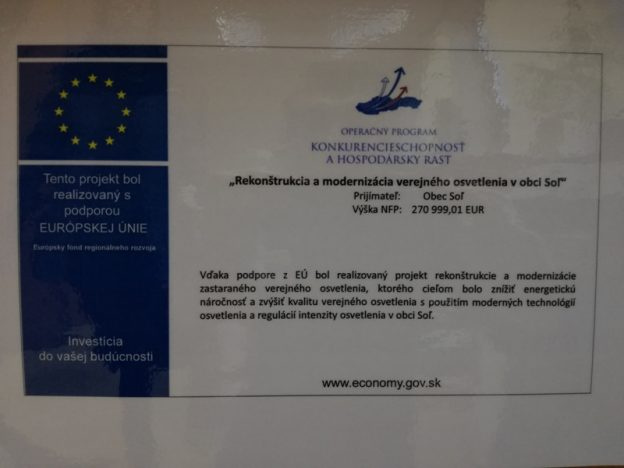 Tento projekt bol
realizovaný s
podporou
EURÓPSKEJ ÚNIE
Europsky fond regionálneho rozvoja
Investícia
do vašej budúcnosti
OPERAČNÝ PROGRAM
KONKURENCIESCHOPNOSŤ
A HOSPODÁRSKY RAST
„Rekonštrukcia a modernizácia verejného osvetlenia v obci Soľ“
Prijímateľ: Obec Soľ
Výška NFP: 270 999,01 EUR
Vďaka podpore z EÚ bol realizovaný projekt rekonštrukcie a modernizácie
zastaraného verejného osvetlenia, ktorého cieľom bolo znížiť energetickú
náročnosť a zvýšiť kvalitu verejného osvetlenia s použitím moderných technológií
osvetlenia a regulácií intenzity osvetlenia v obci Soľ.
www.economy.gov.sk